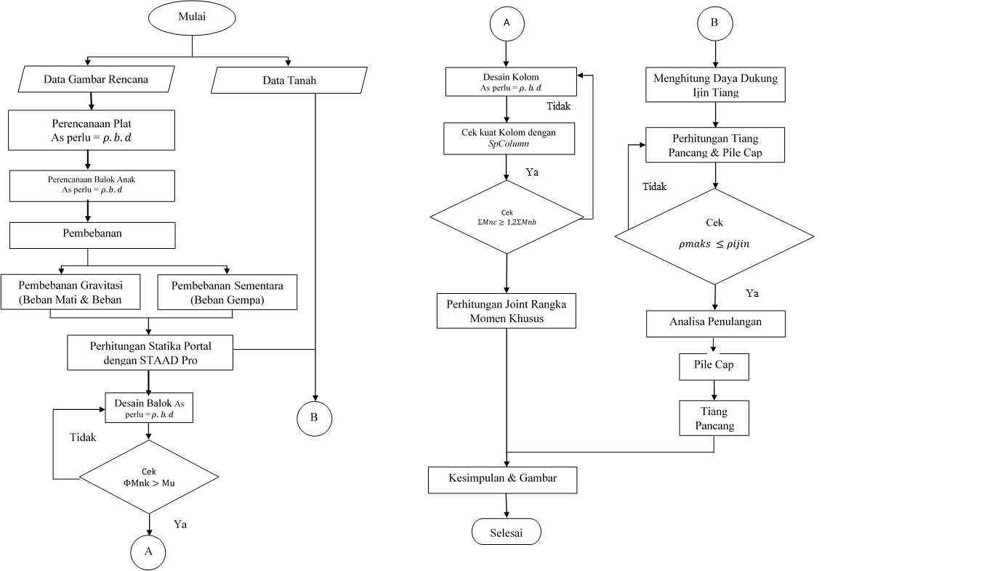 Mulai
Data Gambar Rencana
Data Tanah
Perencanaan Plat
As perlu = ρ. b. d
Perencanaan Balok Anak
As perlu = ρ.b. d
Pembebanan
Pembebanan Gravitasi
(Beban Mati & Beban
Pembebanan Sementara
(Beban Gempa)
Perhitungan Statika Portal
dengan STAAD Pro
Desain Balok As
perlu = ρ. b. d
Tidak
Cek
ΦMnk > Mu
Ya
A
B
A
Desain Kolom
As perlu = ρ. b. d
Tidak
Cek kuat Kolom dengan
SpColumn
Ya
Cek
ΣMnc ≥ 1,2ΣMnb
Perhitungan Joint Rangka
Momen Khusus
Kesimpulan & Gambar
Selesai
B
Menghitung Daya Dukung
Ijin Tiang
Perhitungan Tiang
Pancang & Pile Cap
Tidak
Cek
ρmaks ≤ ρijin
Ya
Analisa Penulangan
Pile Cap
Tiang
Pancang